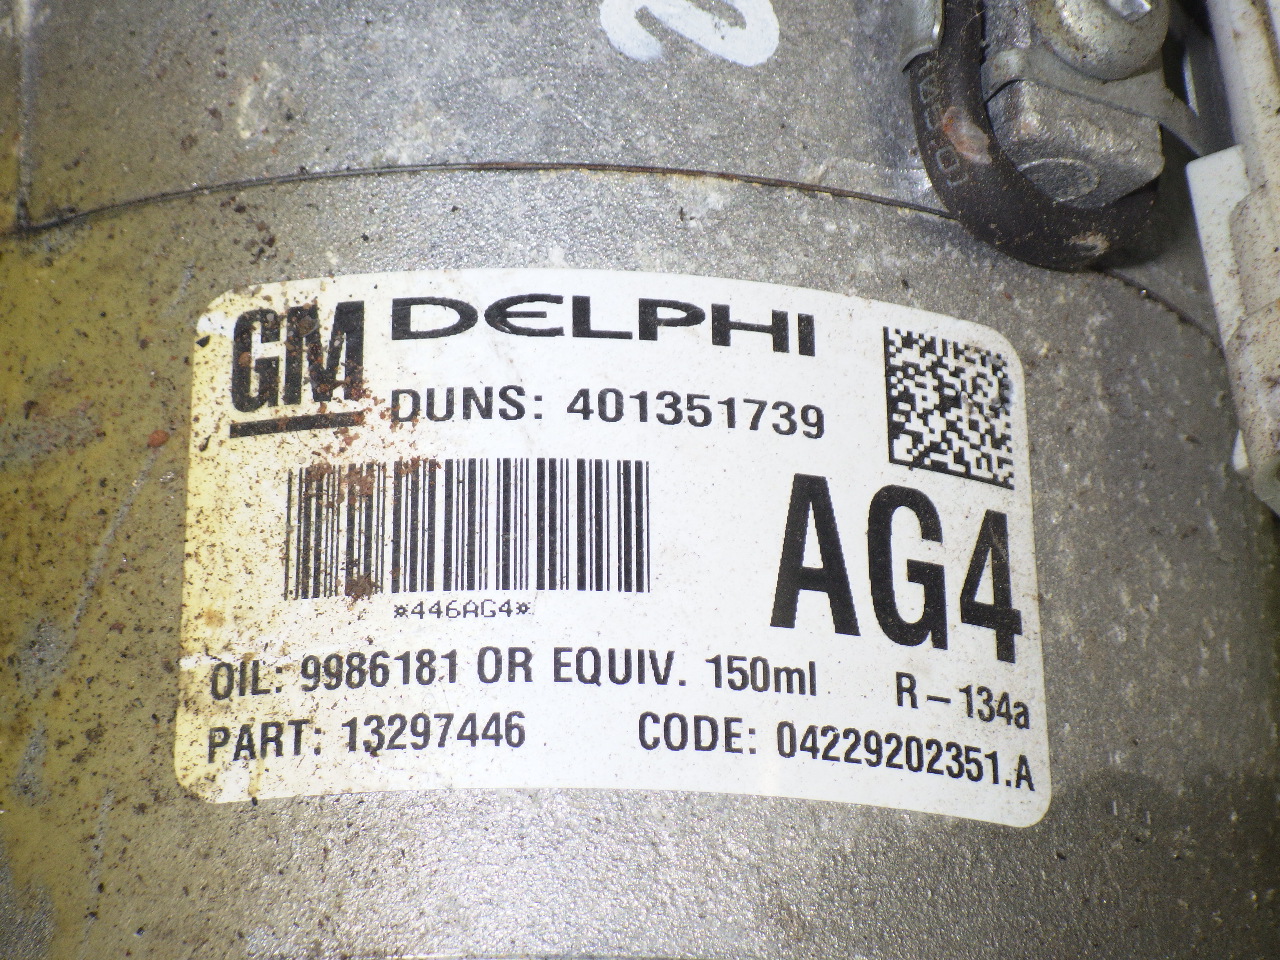 GM DELPHI
DUNS: 401351739
*446AG4*
AG4
OIL: 9986181 OR EQUIV. 150ml R-134a
PART: 13297446 CODE: 04229202351.A